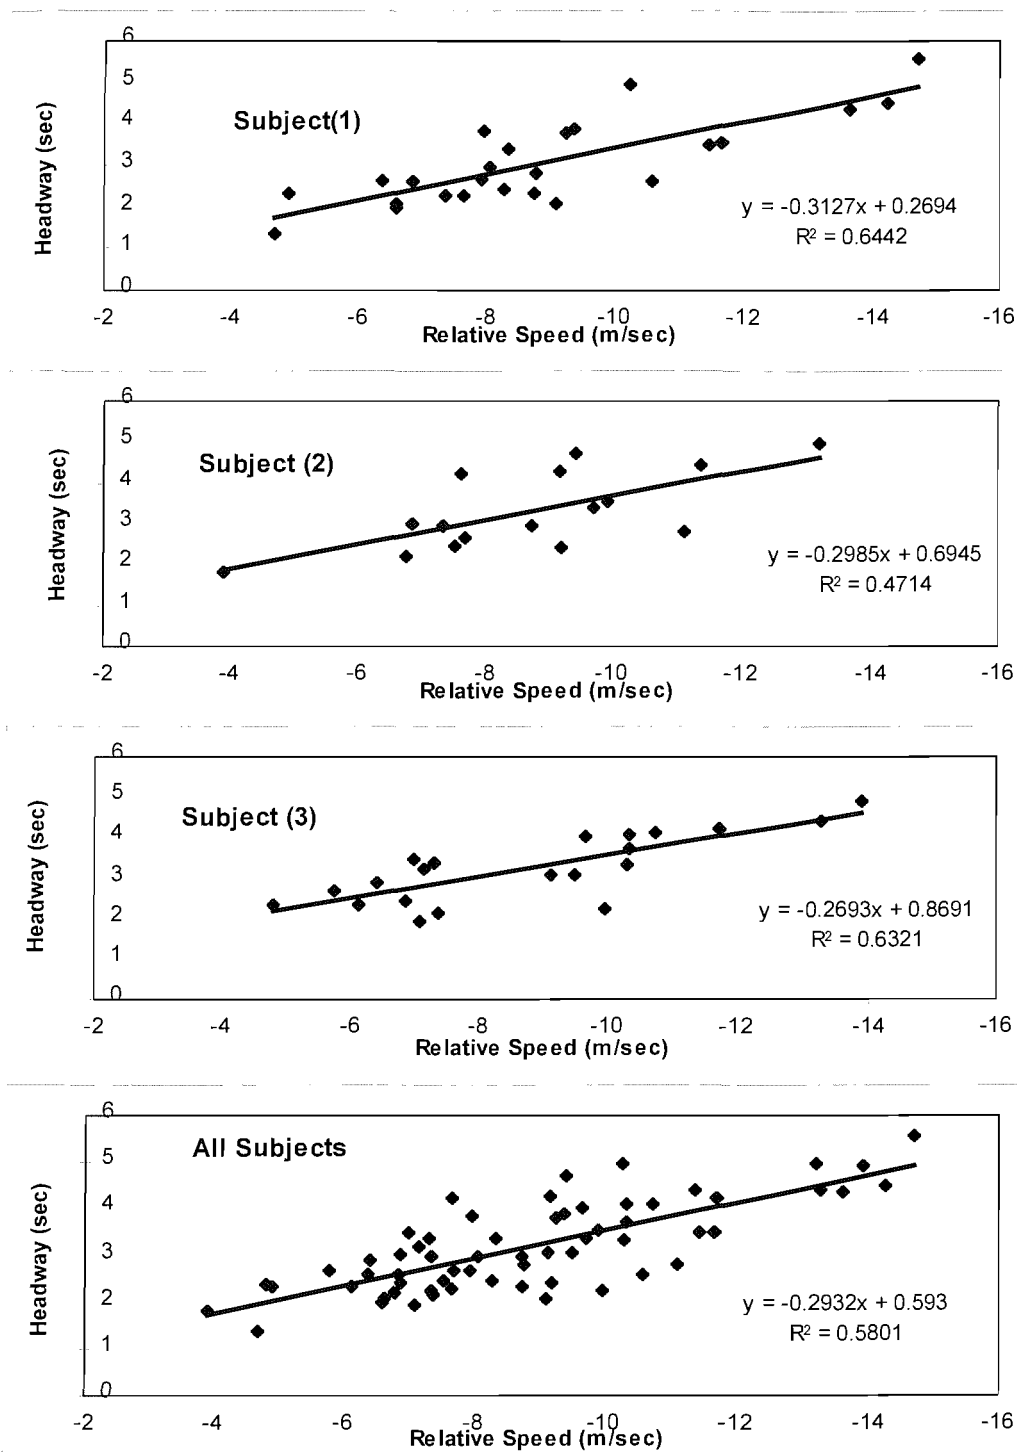 6
5
4
3
2
1
0
Headway (sec)
Subject(1)
y = -0.3127x + 0.2694
R² = 0.6442
-2 -4 -6 -8 -10 -12 -14 -16
Relative Speed (m/sec)
6
5
4
3
2
1
0
Headway (sec)
Subject (2)
y = -0.2985x + 0.6945
R² = 0.4714
-2 -4 -6 -8 -10 -12 -14 -16
Relative Speed (m/sec)
6
5
4
3
2
1
0
Headway (sec)
Subject (3)
y = -0.2693x + 0.8691
R² = 0.6321
-2 -4 -6 -8 -10 -12 -14 -16
Relative Speed (m/sec)
6
5
4
3
2
1
0
Headway (sec)
All Subjects
y = -0.2932x + 0.593
R² = 0.5801
-2 -4 -6 -8 -10 -12 -14 -16
Relative Speed (m/sec)